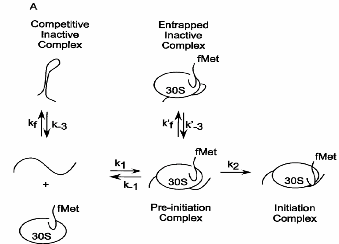 A
Competitive
Inactive
Complex
Entrapped
Inactive
Complex
fMet
30S
kf k-3
k'f k'-3
+
k1
k-1
fMet
30S
k2
fMet
30S
fMet
30S
Pre-initiation
Complex
Initiation
Complex